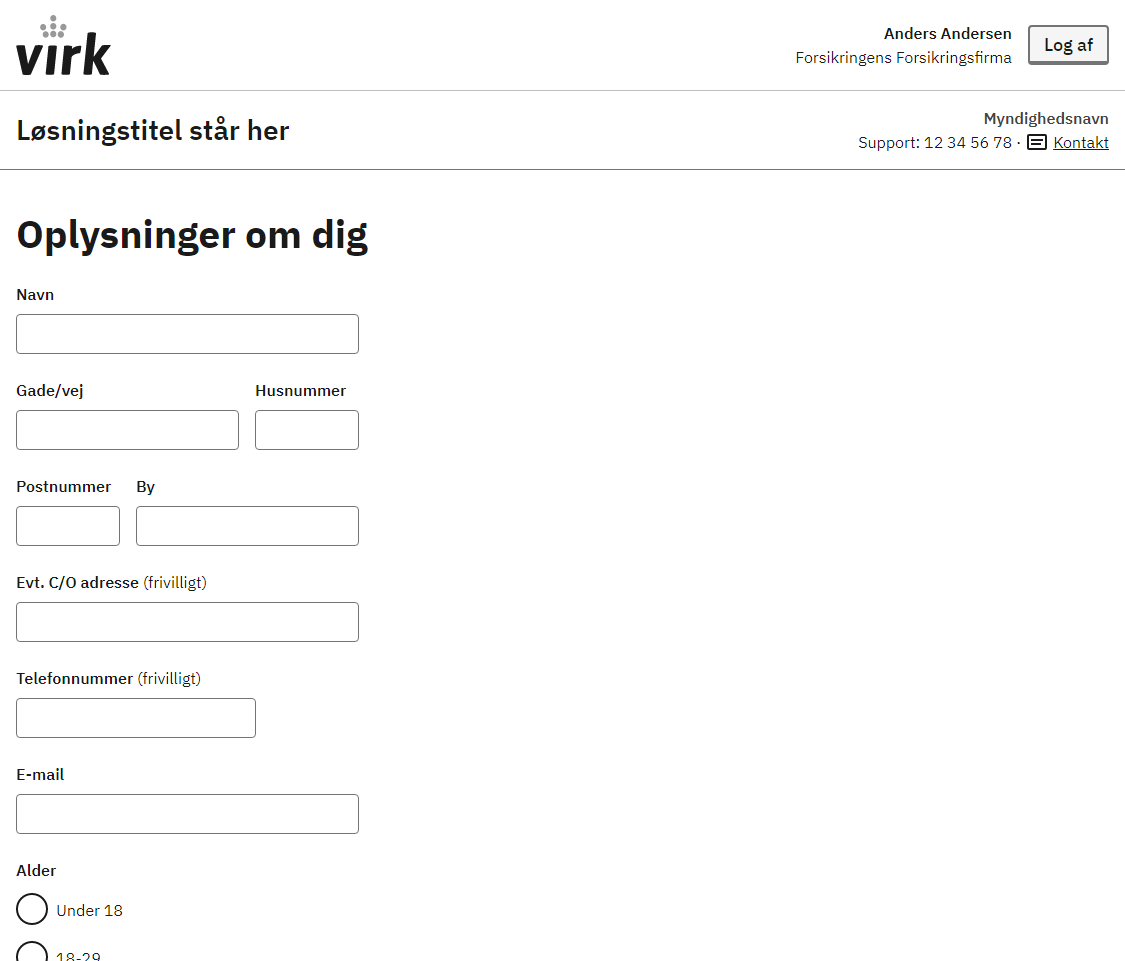 virk
Anders Andersen
Forsikringens Forsikringsfirma
Log af
Løsningstitel står her
Myndighedsnavn
Support: 12 34 56 78 · Kontakt
Oplysninger om dig
Navn
Gade/vej Husnummer
Postnummer By
Evt. C/O adresse (frivilligt)
Telefonnummer (frivilligt)
E-mail
Alder
Under 18
18-29